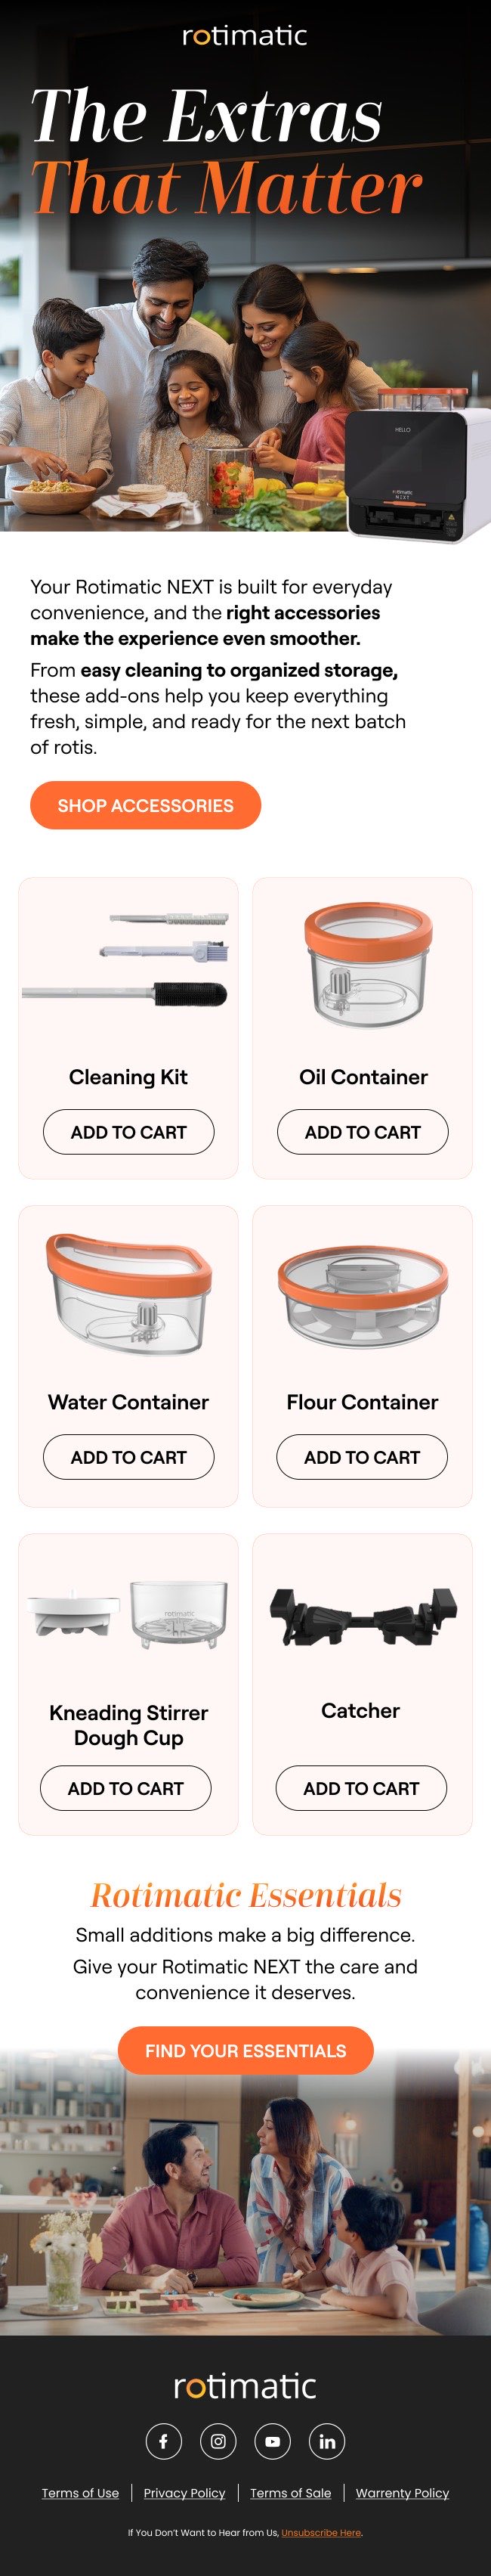 rotimatic
The Extras
That Matter
HELLO
rotimatic
NEXT
Your Rotimatic NEXT is built for everyday
convenience, and the right accessories
make the experience even smoother.
From easy cleaning to organized storage,
these add-ons help you keep everything
fresh, simple, and ready for the next batch
of rotis.
SHOP ACCESSORIES
Cleaning Kit
Oil Container
ADD TO CART
ADD TO CART
Water Container
Flour Container
ADD TO CART
ADD TO CART
rotimatic
Kneading Stirrer
Dough Cup
Catcher
ADD TO CART
ADD TO CART
Rotimatic Essentials
Small additions make a big difference.
Give your Rotimatic NEXT the care and
convenience it deserves.
FIND YOUR ESSENTIALS
rotimatic
Terms of Use | Privacy Policy | Terms of Sale | Warrenty Policy
If You Don't Want to Hear from Us, Unsubscribe Here.